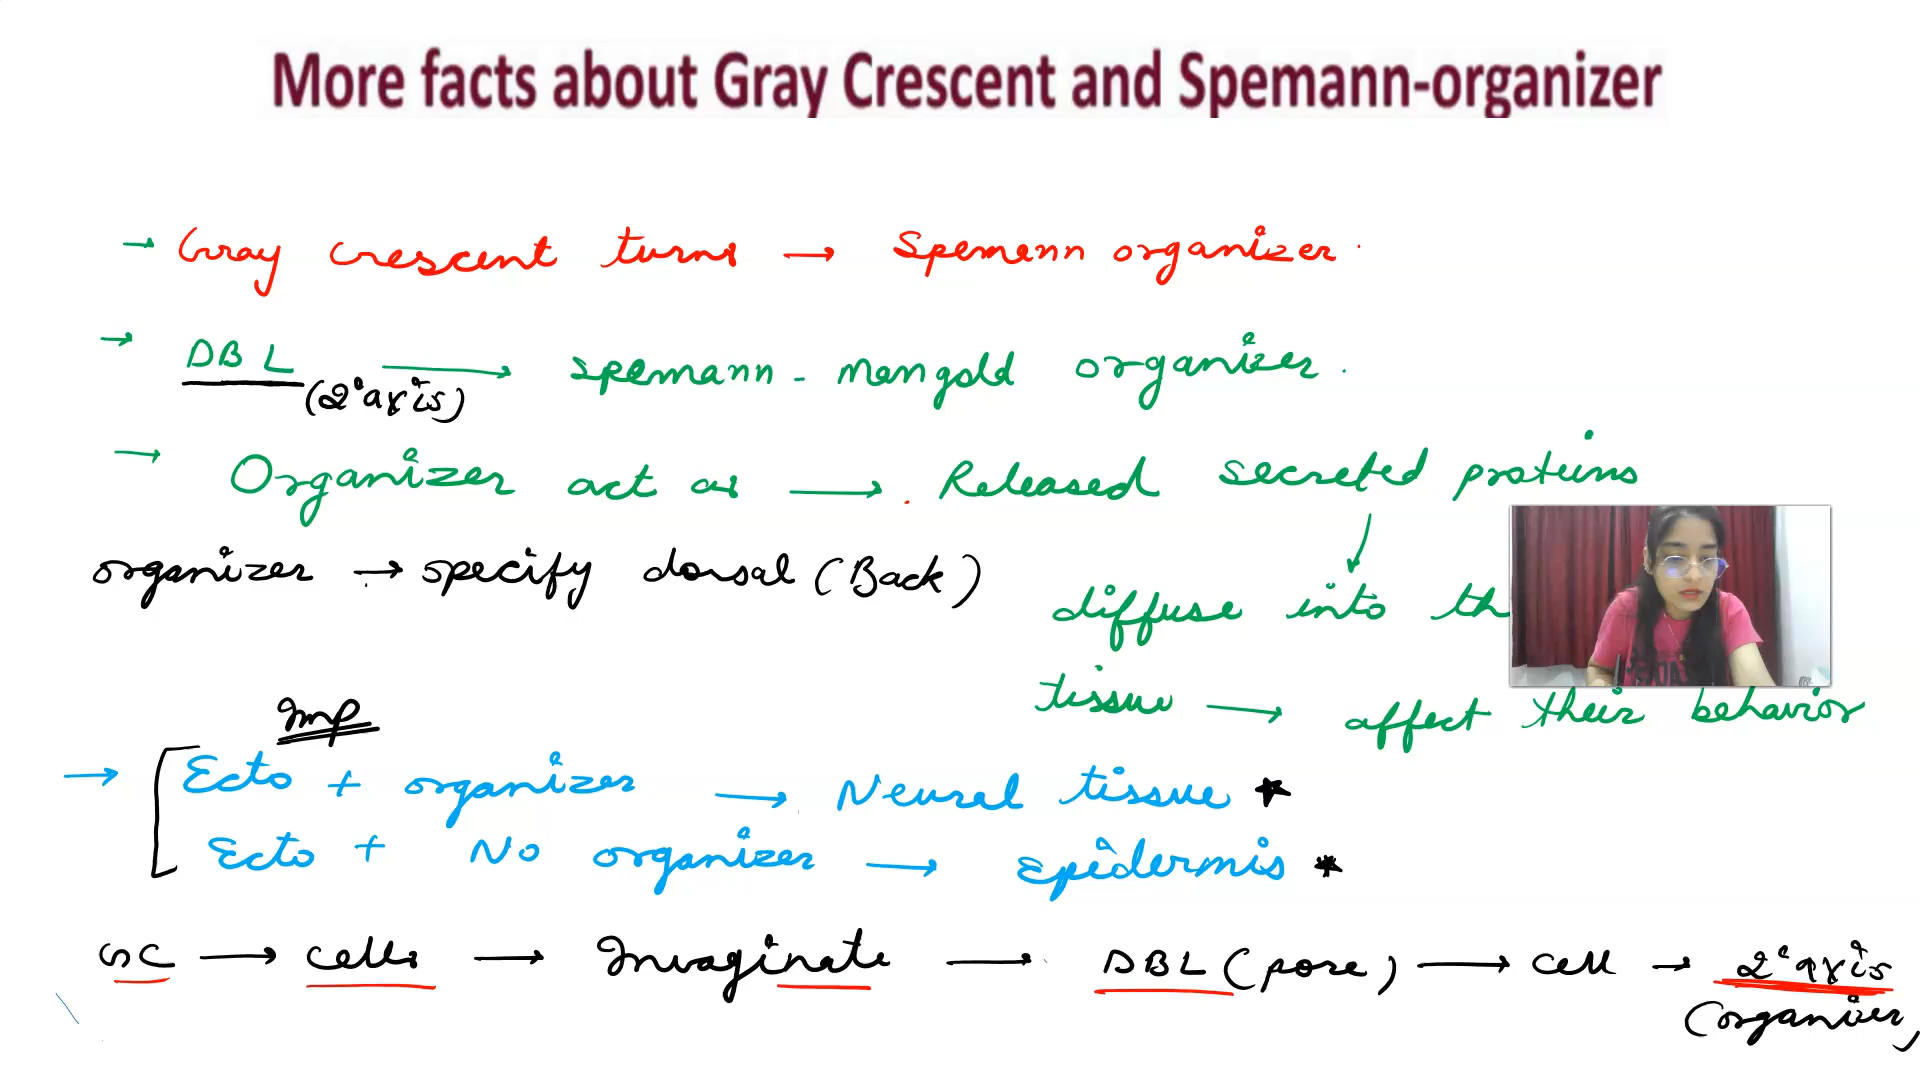 More facts about Gray Crescent and Spemann-organizer
→ Gray crescent turns → Spemann organizer.
→ DBL (2° axis) → Spemann - Mangold organizer.
→ Organizer act as → Released secreted proteins
organizer → specify dorsal (Back)
diffuse into
tissue → affect their behavior
Imp
→ [Ecto + organizer → Neural tissue ★
Ecto + No organizer → Epidermis ★
GC → cells → Invaginate → DBL (pore) → cell → 2° axis
(organizer)